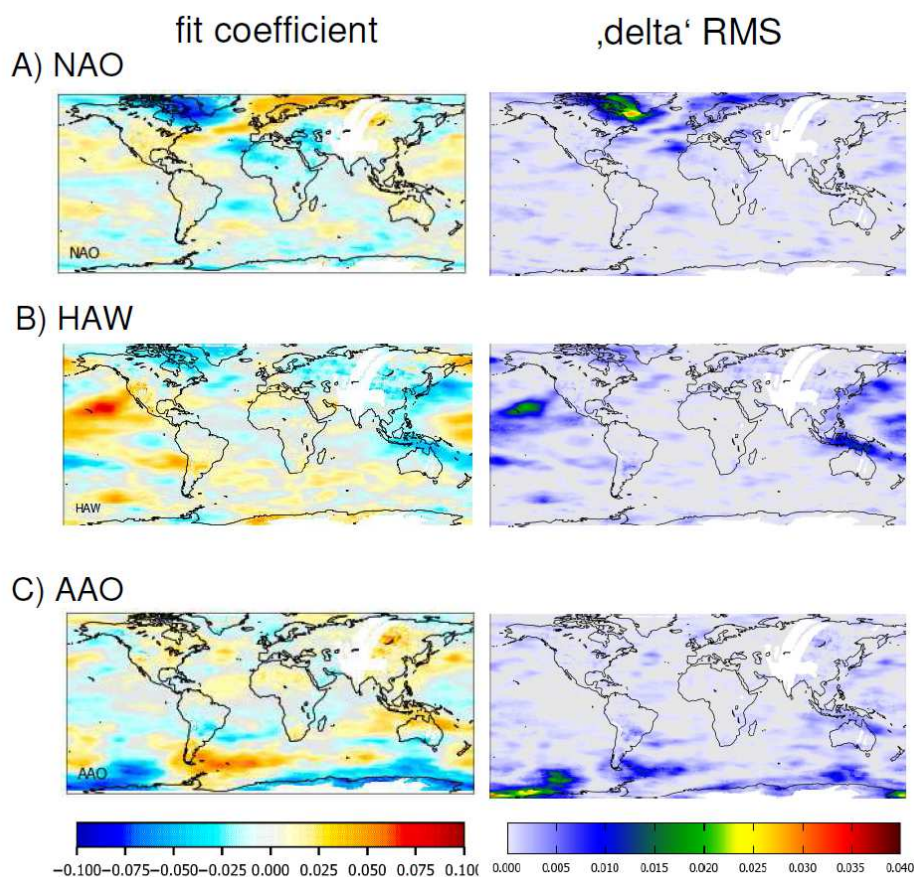 fit coefficient ‚delta‘ RMS
A) NAO
NAO
B) HAW
HAW
C) AAO
AAO
−0.100 −0.075 −0.050 −0.025 0.000 0.025 0.050 0.075 0.100
0.000 0.005 0.010 0.015 0.020 0.025 0.030 0.035 0.040